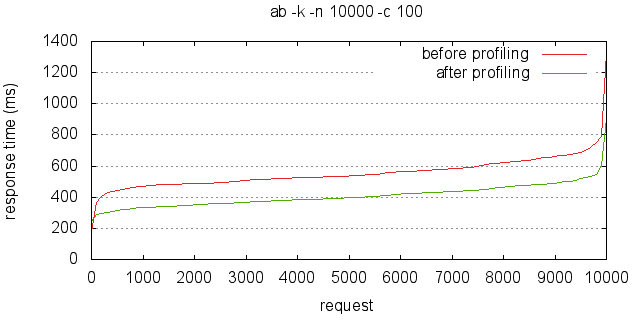 ab -k -n 10000 -c 100
1400
1200
1000
800
600
400
200
0
response time (ms)
before profiling
after profiling
0 1000 2000 3000 4000 5000 6000 7000 8000 9000 10000
request